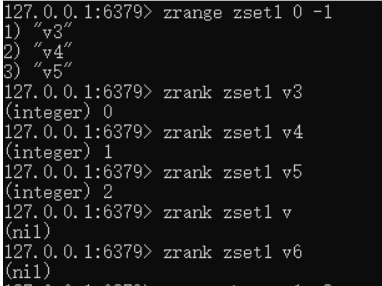 127.0.0.1:6379> zrange zset1 0 -1
1) "v3"
2) "v4"
3) "v5"
127.0.0.1:6379> zrank zset1 v3
(integer) 0
127.0.0.1:6379> zrank zset1 v4
(integer) 1
127.0.0.1:6379> zrank zset1 v5
(integer) 2
127.0.0.1:6379> zrank zset1 v
(nil)
127.0.0.1:6379> zrank zset1 v6
(nil)